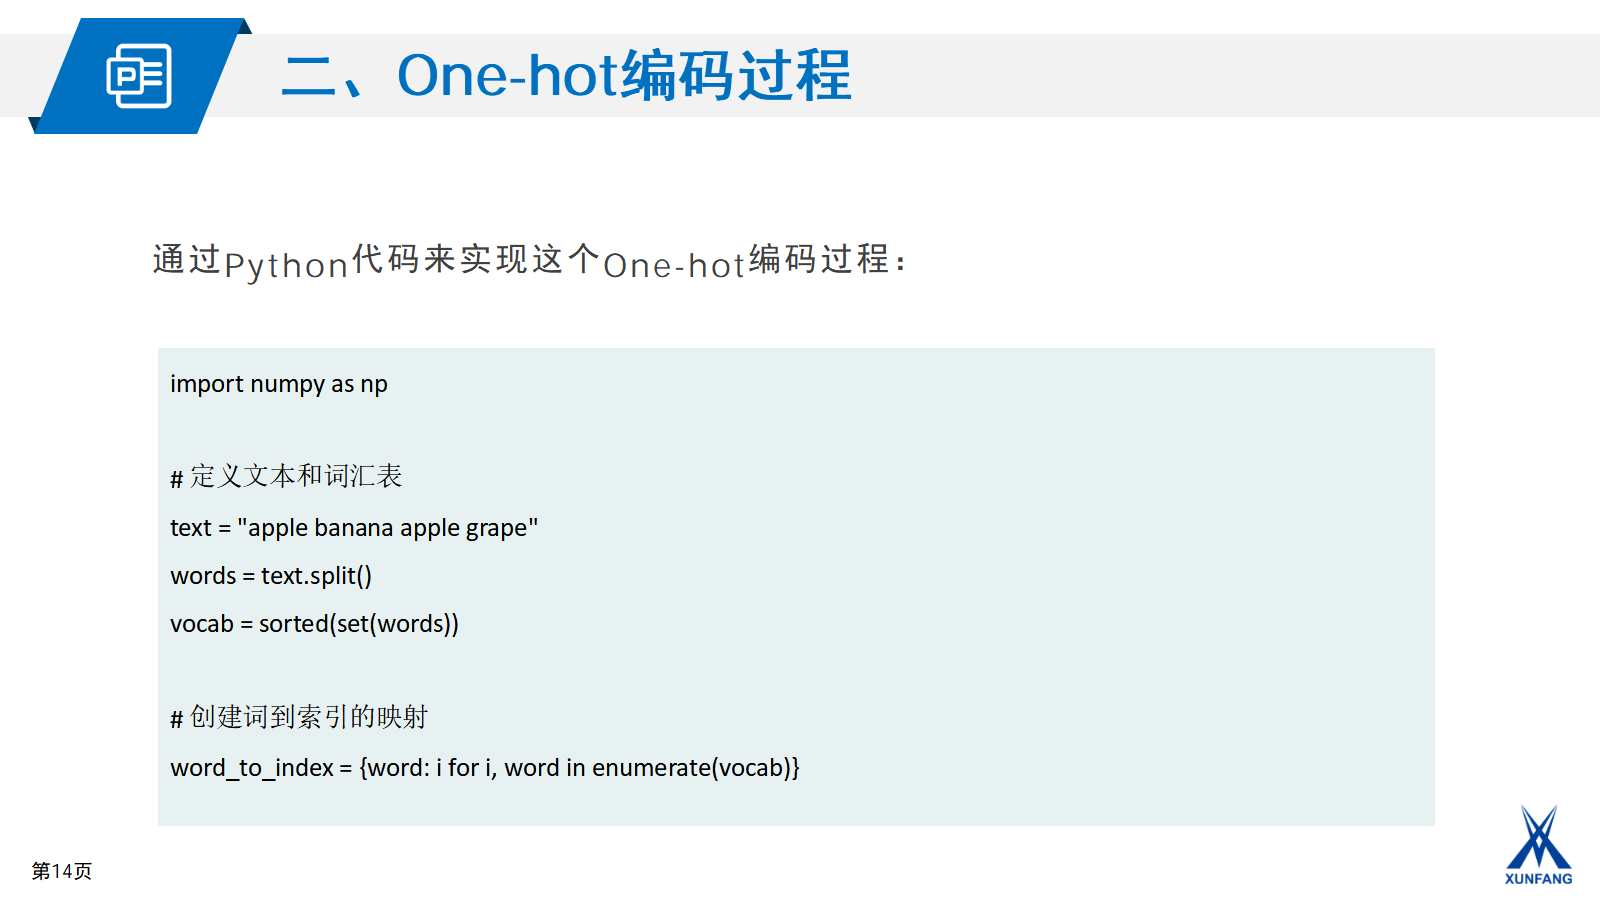 二、One-hot编码过程
通过Python代码来实现这个One-hot编码过程：
import numpy as np
# 定义文本和词汇表
text = "apple banana apple grape"
words = text.split()
vocab = sorted(set(words))
# 创建词到索引的映射
word_to_index = {word: i for i, word in enumerate(vocab)}
第14页
XUNFANG